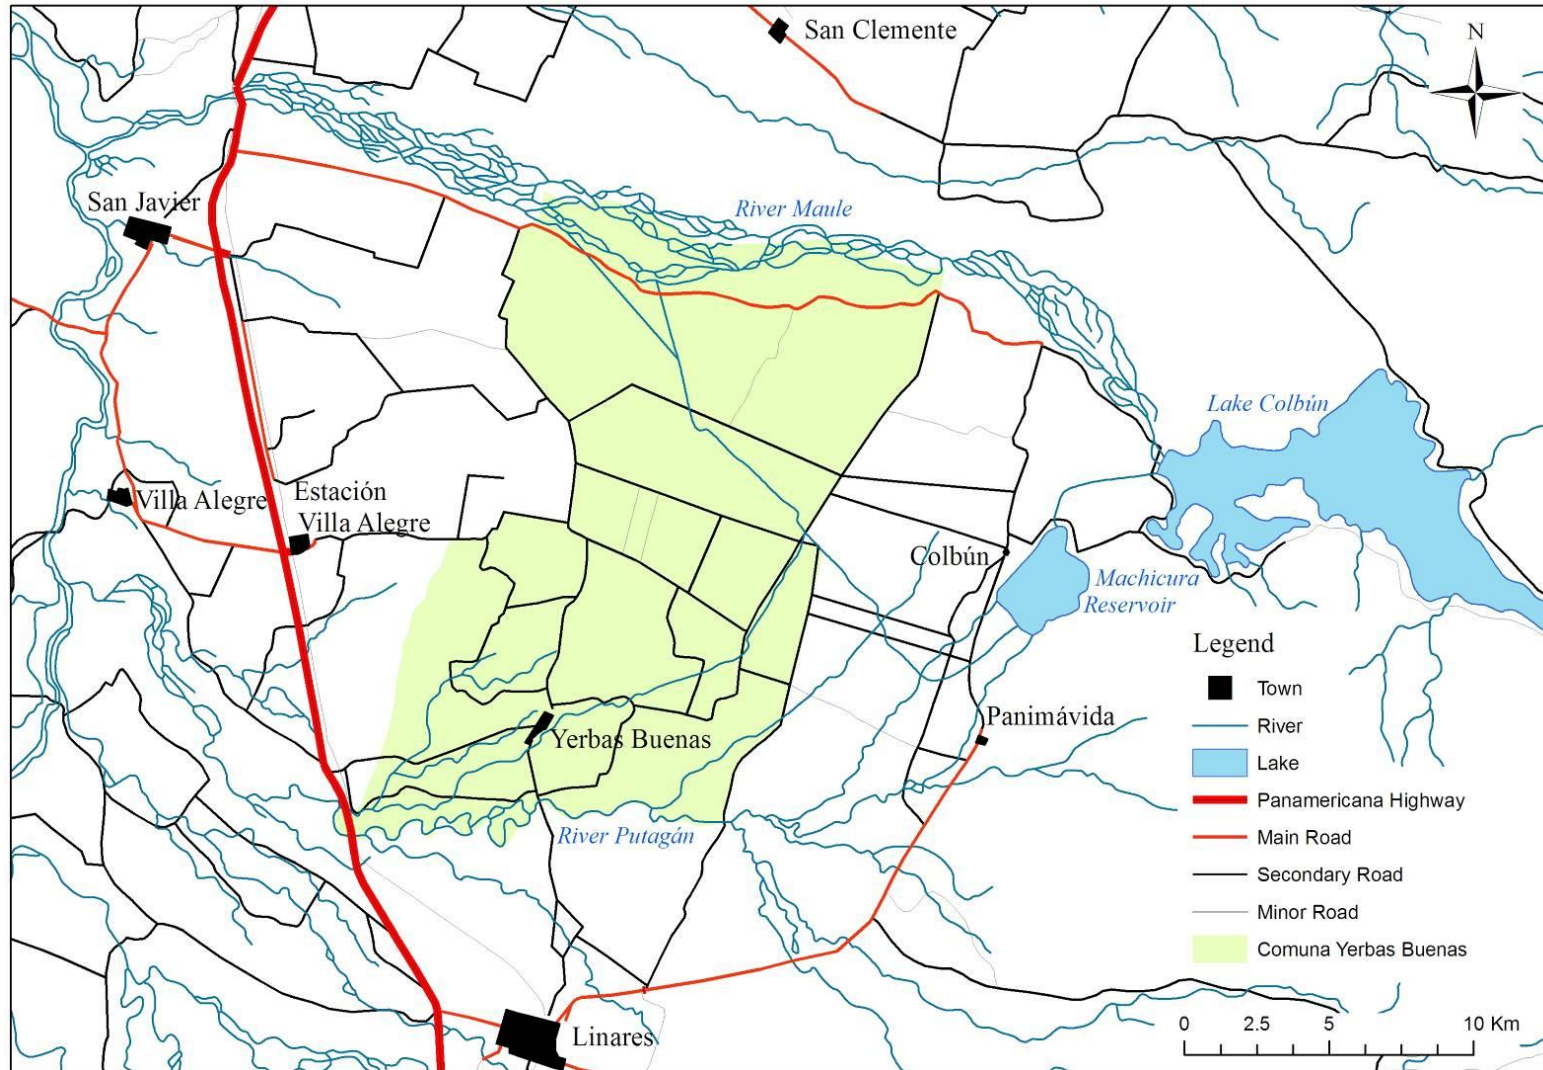 San Clemente
N
San Javier
River Maule
Lake Colbún
Villa Alegre
Estación
Villa Alegre
Colbún
Machicura
Reservoir
Yerbas Buenas
Panimávida
River Putagán
Linares
Legend
Town
River
Lake
Panamericana Highway
Main Road
Secondary Road
Minor Road
Comuna Yerbas Buenas
0 2.5 5 10 Km